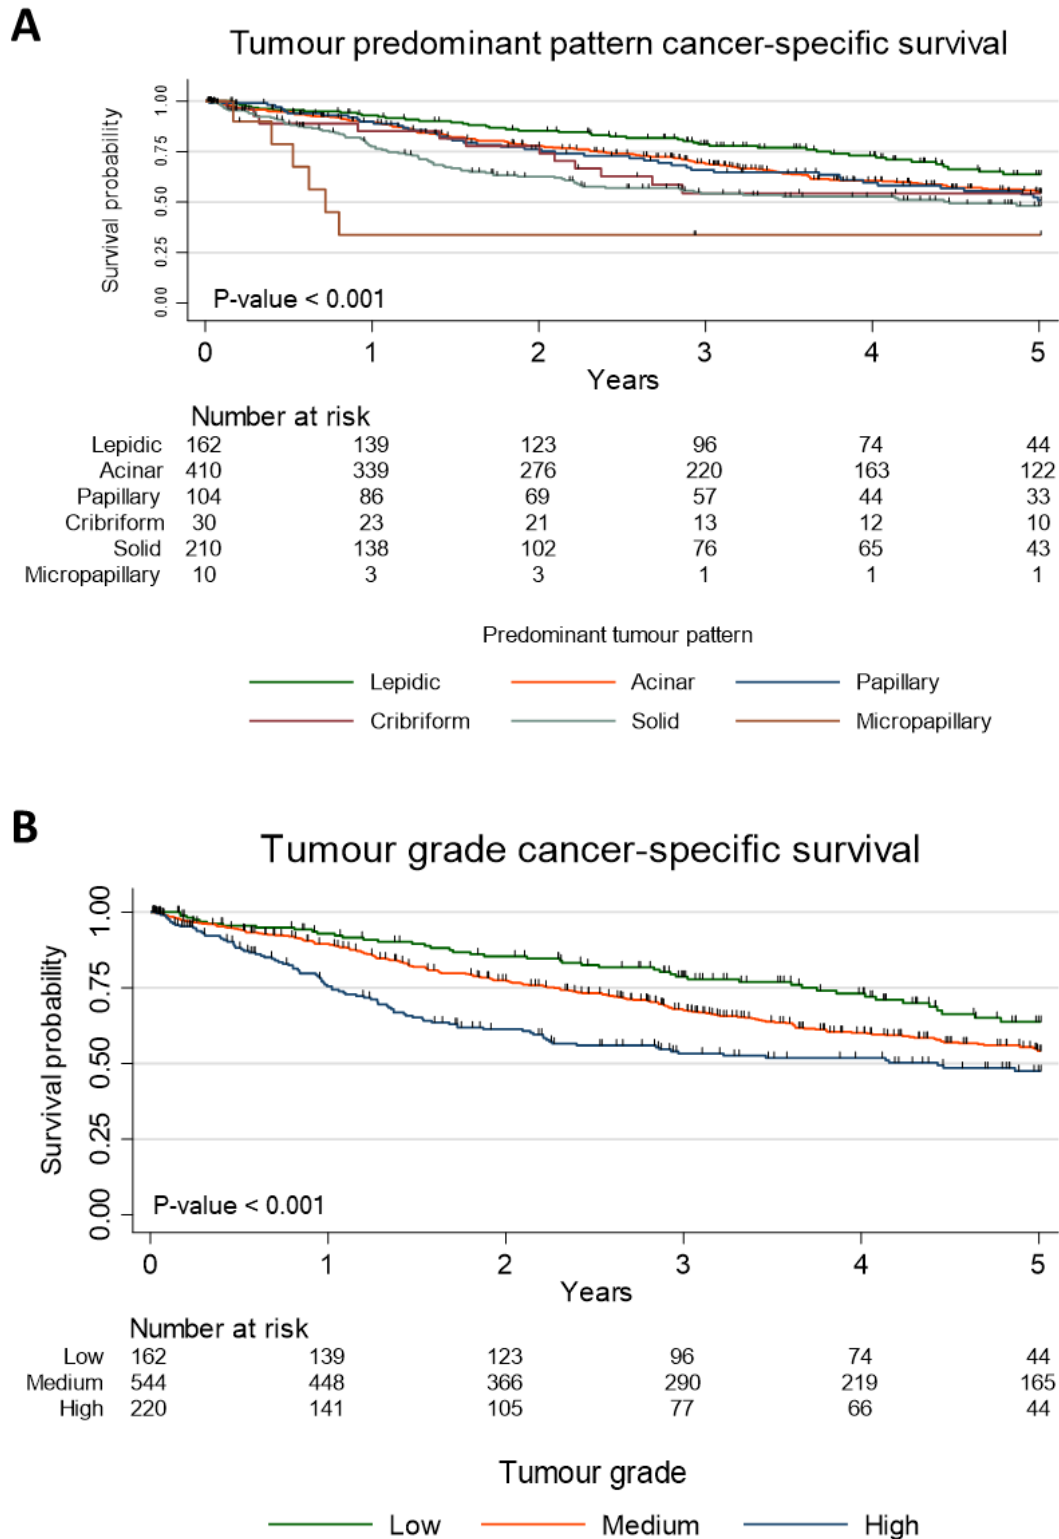 A
Tumour predominant pattern cancer-specific survival
Survival probability
1.00
0.75
0.50
0.25
0.00
P-value < 0.001
0 1 2 3 4 5
Years
Number at risk
Lepidic 162 139 123 96 74 44
Acinar 410 339 276 220 163 122
Papillary 104 86 69 57 44 33
Cribriform 30 23 21 13 12 10
Solid 210 138 102 76 65 43
Micropapillary 10 3 3 1 1 1
Predominant tumour pattern
Lepidic Acinar Papillary
Cribriform Solid Micropapillary
B
Tumour grade cancer-specific survival
Survival probability
1.00
0.75
0.50
0.25
0.00
P-value < 0.001
0 1 2 3 4 5
Years
Number at risk
Low 162 139 123 96 74 44
Medium 544 448 366 290 219 165
High 220 141 105 77 66 44
Tumour grade
Low Medium High